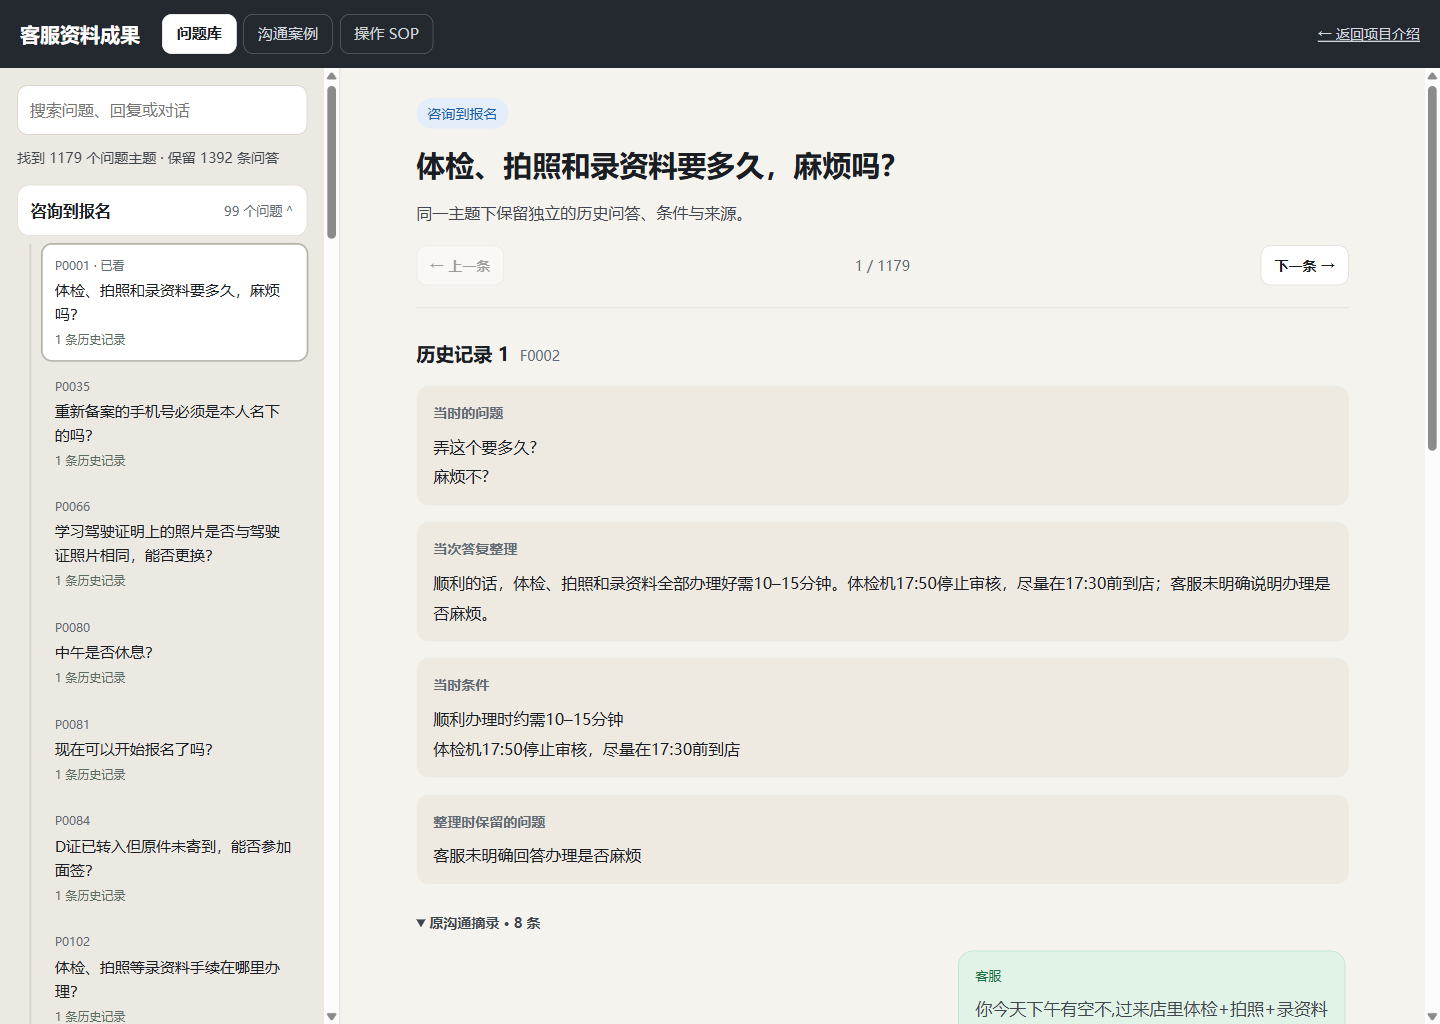 客服资料成果
问题库
沟通案例
操作 SOP
← 返回项目介绍
搜索问题、回复或对话
找到 1179 个问题主题 · 保留 1392 条问答
咨询到报名
99 个问题 ^
P0001 · 已看
体检、拍照和录资料要多久，麻烦
吗？
1 条历史记录
P0035
重新备案的手机号必须是本人名下
的吗？
1 条历史记录
P0066
学习驾驶证明上的照片是否与驾驶
证照片相同，能否更换？
1 条历史记录
P0080
中午是否休息？
1 条历史记录
P0081
现在可以开始报名了吗？
1 条历史记录
P0084
D证已转入但原件未寄到，能否参加
面签？
1 条历史记录
P0102
体检、拍照等录资料手续在哪里办
理？
1 条历史记录
咨询到报名
体检、拍照和录资料要多久，麻烦吗？
同一主题下保留独立的历史问答、条件与来源。
← 上一条
1 / 1179
下一条 →
历史记录 1 F0002
当时的问题
弄这个要多久？
麻烦不？
当次答复整理
顺利的话，体检、拍照和录资料全部办理好需10–15分钟。体检机17:50停止审核，尽量在17:30前到店；客服未明确说明办理是
否麻烦。
当时条件
顺利办理时约需10–15分钟
体检机17:50停止审核，尽量在17:30前到店
整理时保留的问题
客服未明确回答办理是否麻烦
▼ 原沟通摘录 • 8 条
客服
你今天下午有空不,过来店里体检+拍照+录资料